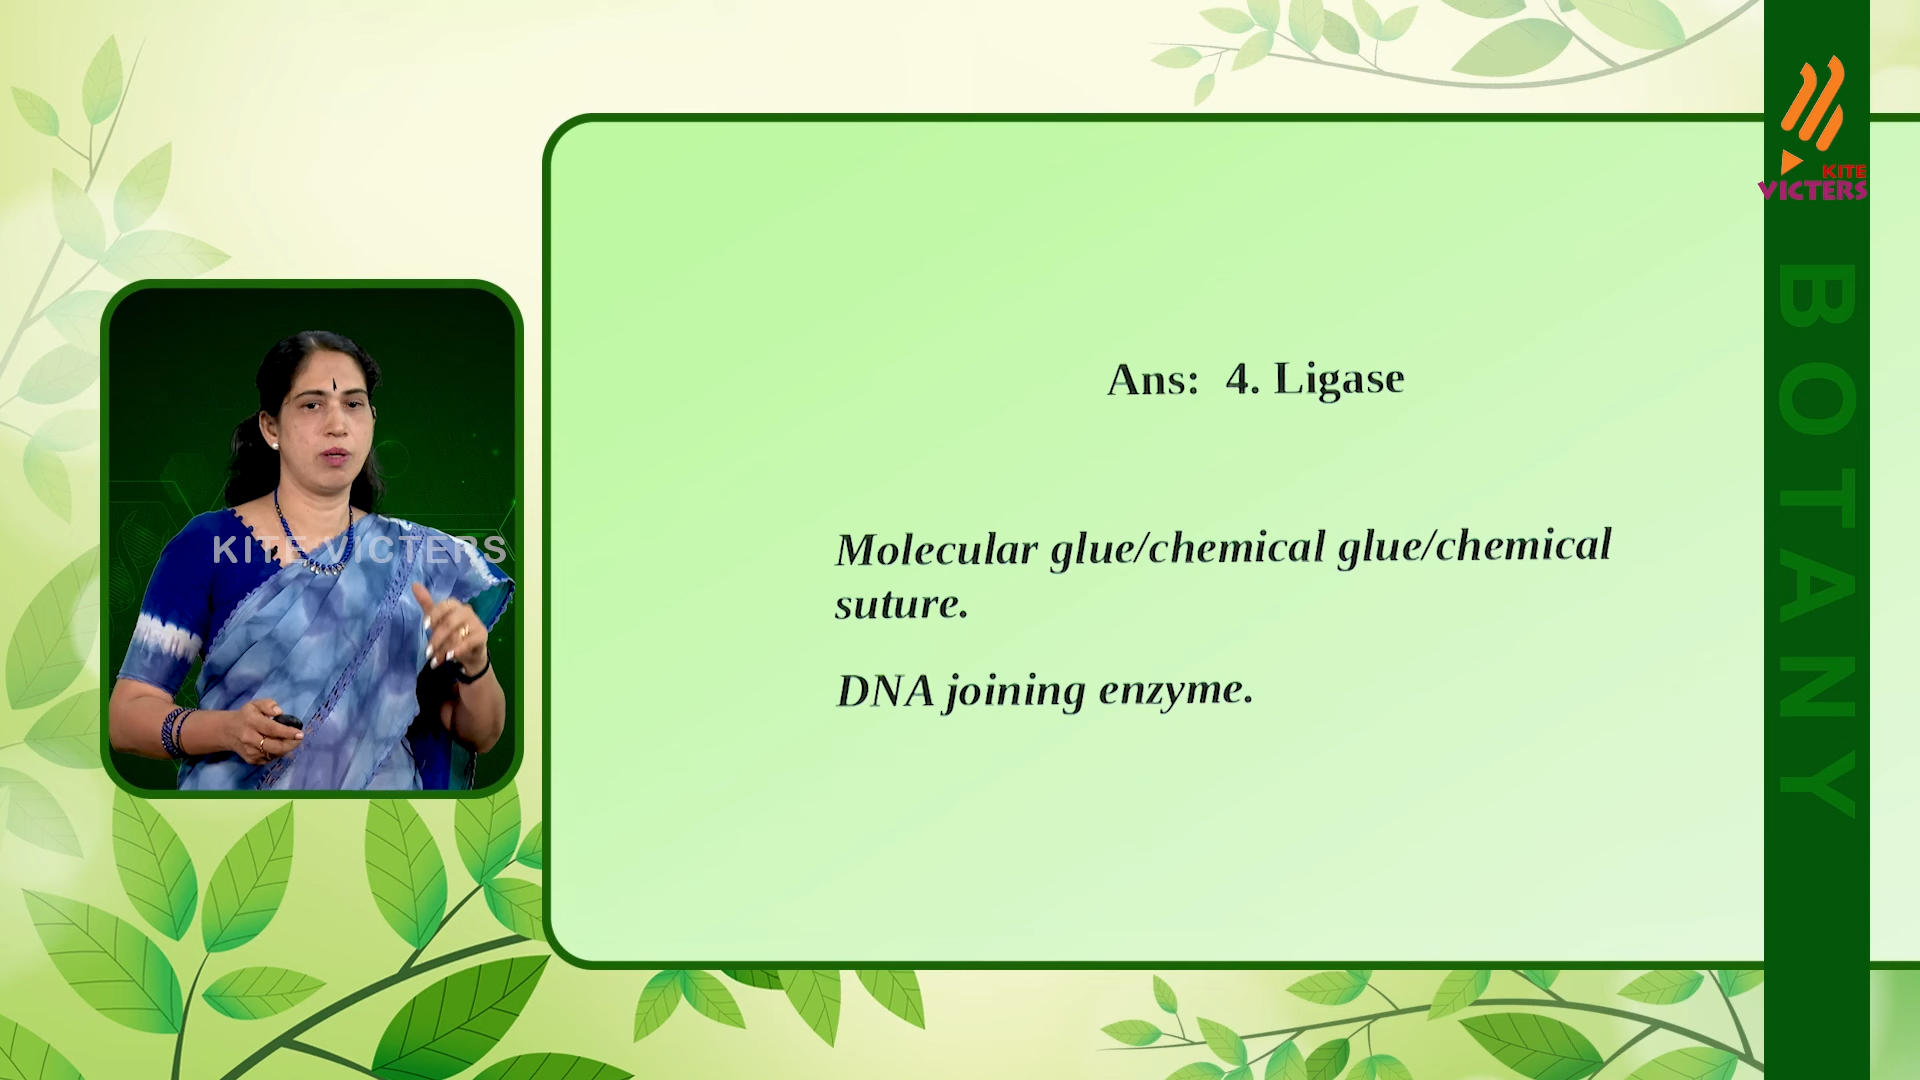 KITE
VICTERS
Ans: 4. Ligase
KITE VICTERS
Molecular glue/chemical glue/chemical
suture.
DNA joining enzyme.
BOTANY